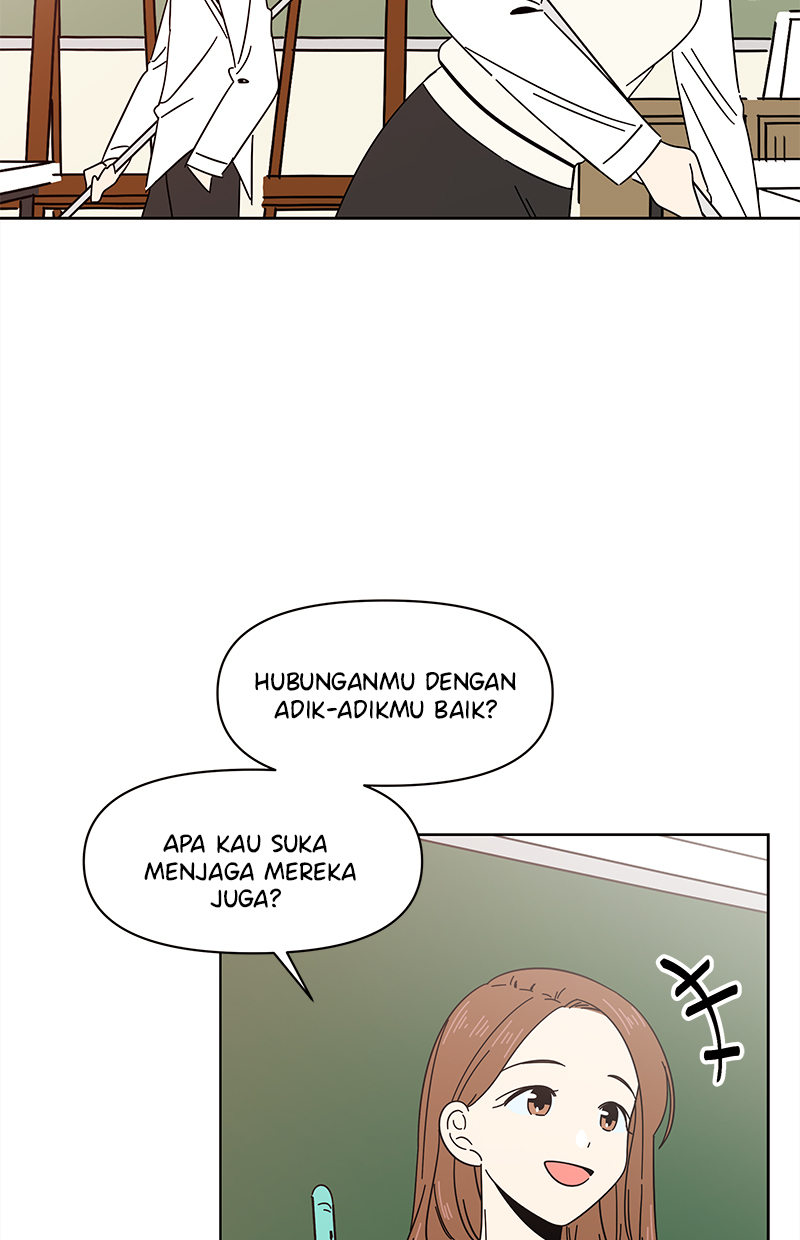 HUBUNGANMU DENGAN
ADIK-ADIKMU BAIK?
APA KAU SUKA
MENJAGA MEREKA
JUGA?